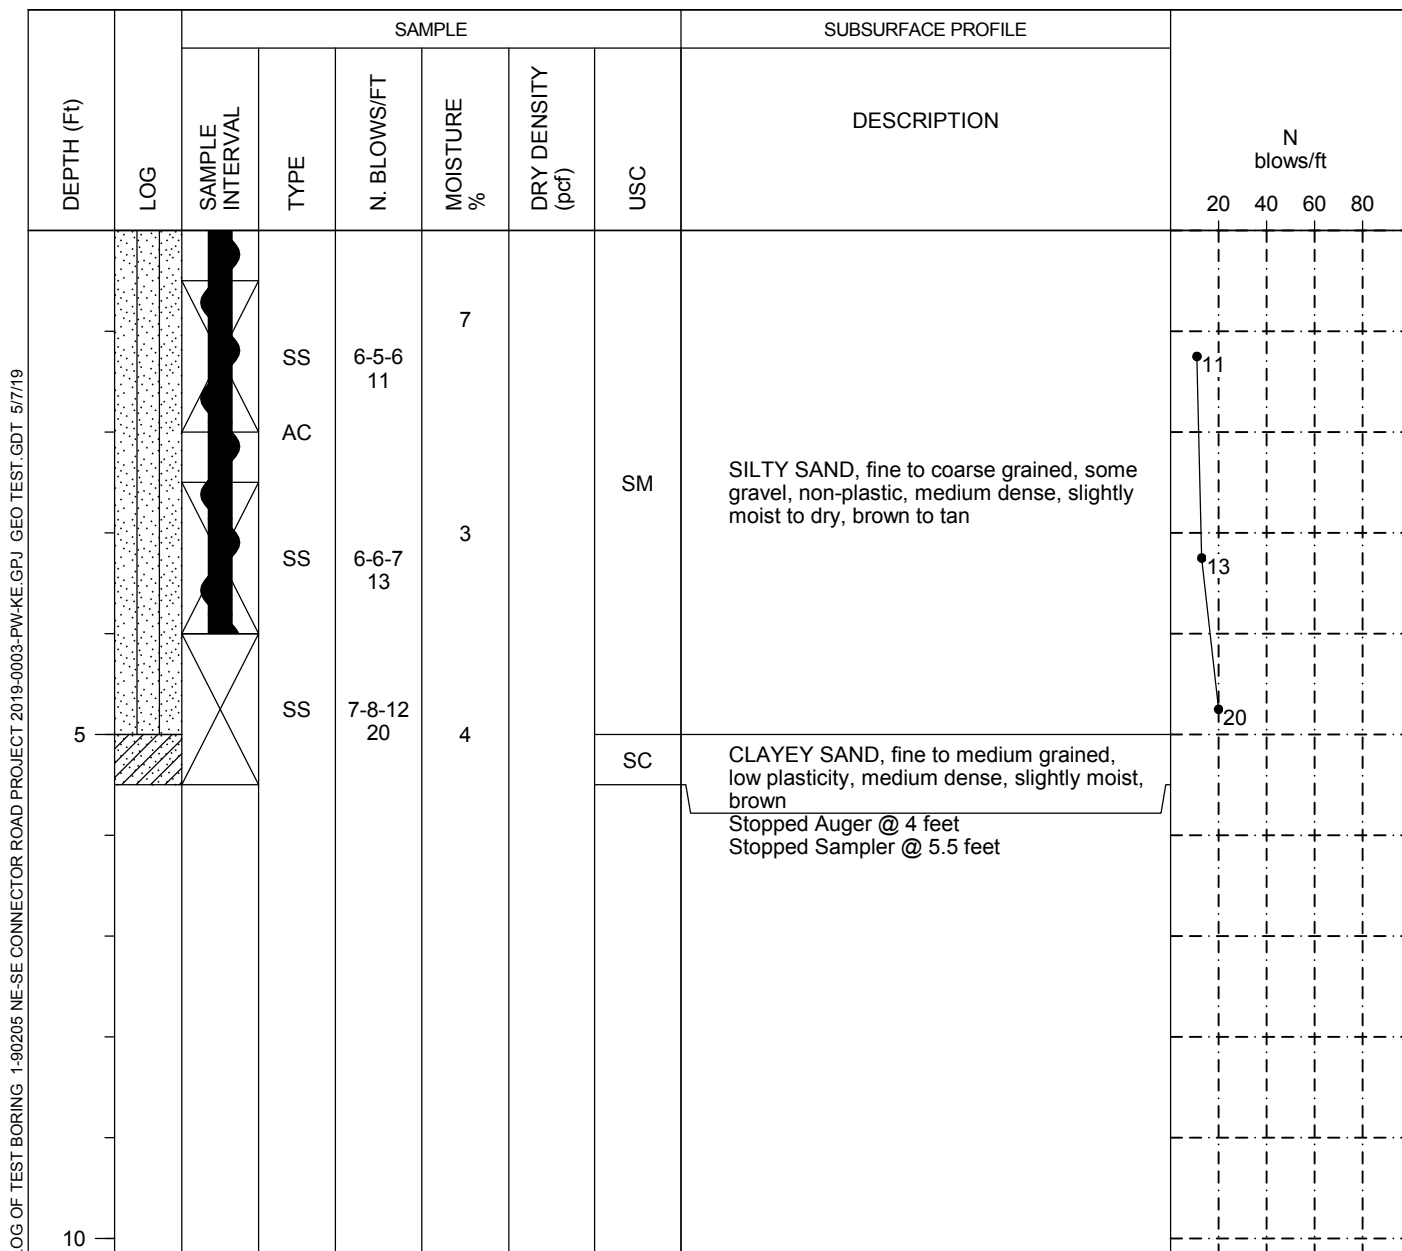 SAMPLE
SUBSURFACE PROFILE
DEPTH (Ft)
LOG
SAMPLE
INTERVAL
TYPE
N. BLOWS/FT
MOISTURE
%
DRY DENSITY
(pcf)
USC
DESCRIPTION
N
blows/ft
20 40 60 80
7
SS
6-5-6
11
11
AC
SM
SILTY SAND, fine to coarse grained, some
gravel, non-plastic, medium dense, slightly
moist to dry, brown to tan
3
SS
6-6-7
13
13
SS
7-8-12
20
20
4
5
SC
CLAYEY SAND, fine to medium grained,
low plasticity, medium dense, slightly moist,
brown
Stopped Auger @ 4 feet
Stopped Sampler @ 5.5 feet
10
OG OF TEST BORING 1-90205 NE-SE CONNECTOR ROAD PROJECT 2019-0003-PW-KE.GPJ GEO TEST.GDT 5/7/19